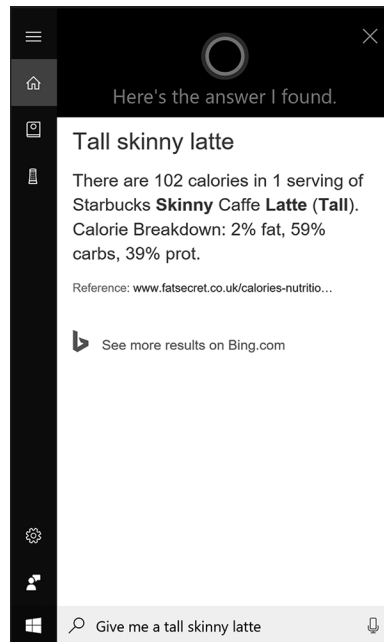 Here's the answer I found.
Tall skinny latte
There are 102 calories in 1 serving of
Starbucks Skinny Caffe Latte (Tall).
Calorie Breakdown: 2% fat, 59%
carbs, 39% prot.
Reference: www.fatsecret.co.uk/calories-nutritio…
See more results on Bing.com
Give me a tall skinny latte